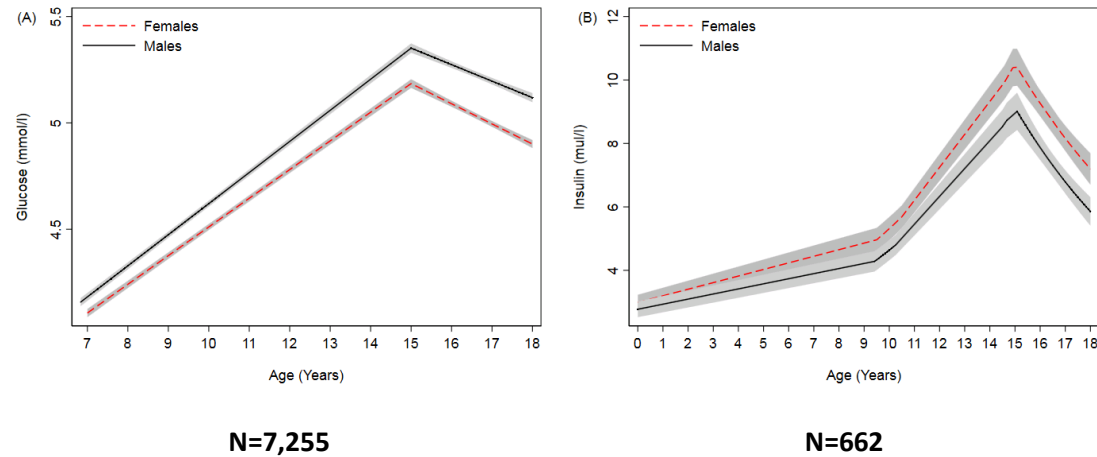 (A)
Females
Males
5.5
5
4.5
Glucose (mmol/l)
7 8 9 10 11 12 13 14 15 16 17 18
Age (Years)
N=7,255
(B)
Females
Males
12
10
8
6
4
Insulin (mul/l)
0 1 2 3 4 5 6 7 8 9 10 11 12 13 14 15 16 17 18
Age (Years)
N=662